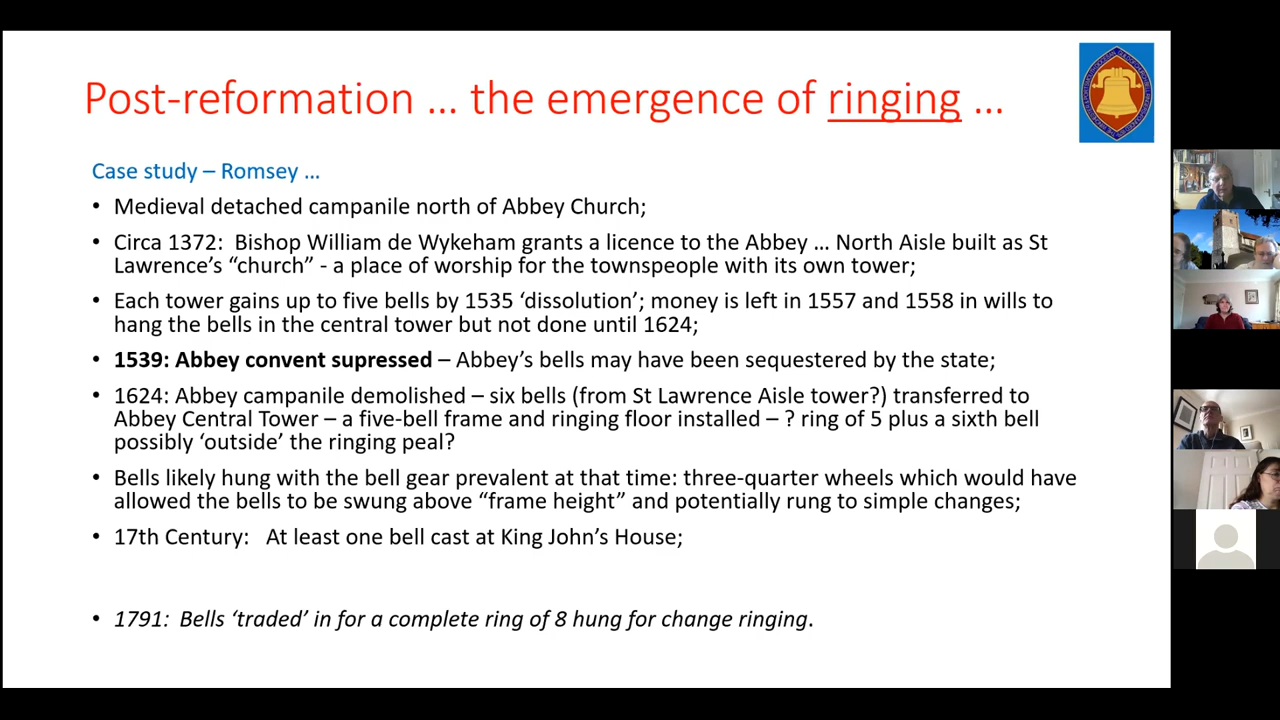 Post-reformation … the emergence of ringing …
Case study – Romsey …
• Medieval detached campanile north of Abbey Church;
• Circa 1372:  Bishop William de Wykeham grants a licence to the Abbey … North Aisle built as St
Lawrence’s “church” - a place of worship for the townspeople with its own tower;
• Each tower gains up to five bells by 1535 ‘dissolution’; money is left in 1557 and 1558 in wills to
hang the bells in the central tower but not done until 1624;
• 1539: Abbey convent supressed – Abbey’s bells may have been sequestered by the state;
• 1624: Abbey campanile demolished – six bells (from St Lawrence Aisle tower?) transferred to
Abbey Central Tower – a five-bell frame and ringing floor installed – ? ring of 5 plus a sixth bell
possibly ‘outside’ the ringing peal?
• Bells likely hung with the bell gear prevalent at that time: three-quarter wheels which would have
allowed the bells to be swung above “frame height” and potentially rung to simple changes;
• 17th Century:   At least one bell cast at King John’s House;
• 1791:  Bells ‘traded’ in for a complete ring of 8 hung for change ringing.